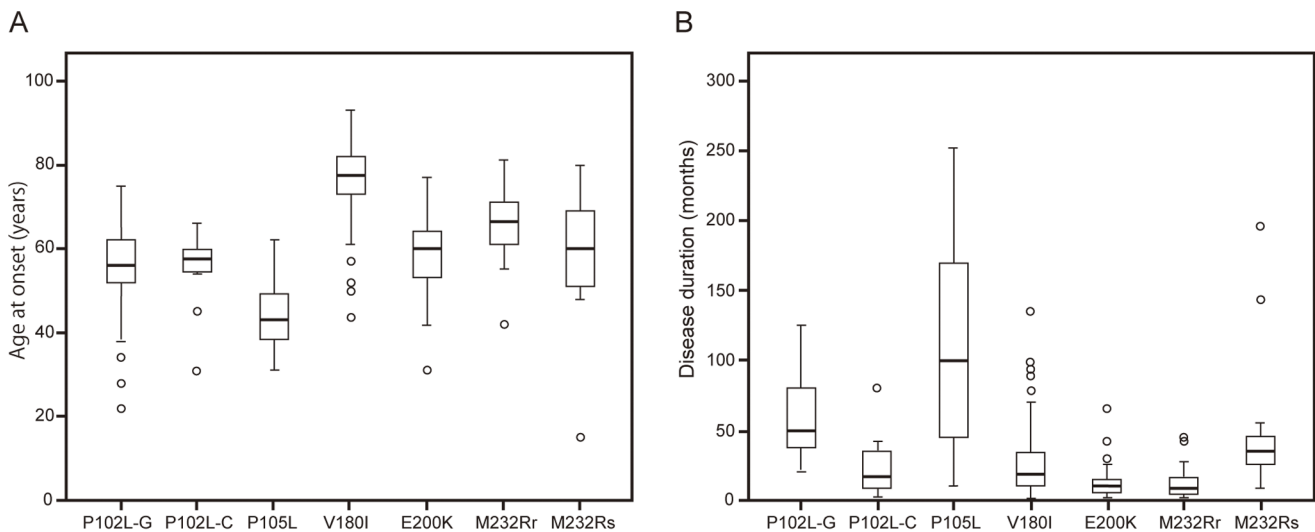 A
Age at onset (years)
100
80
60
40
20
0
P102L-G P102L-C P105L V180I E200K M232Rr M232Rs
B
Disease duration (months)
300
250
200
150
100
50
0
P102L-G P102L-C P105L V180I E200K M232Rr M232Rs